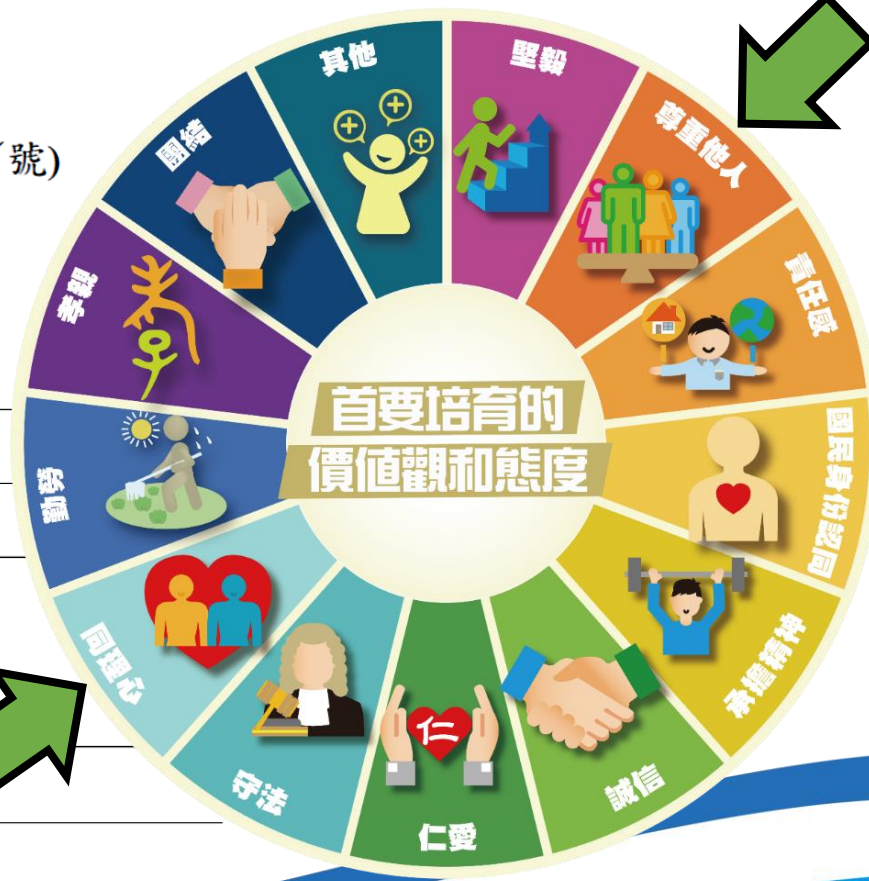 號)
其他
堅毅
尊重他人
責任感
國民身份認同
承擔精神
誠信
仁愛
仁
守法
同理心
勤勞
孝親
孝
團結
首要培育的
價值觀和態度